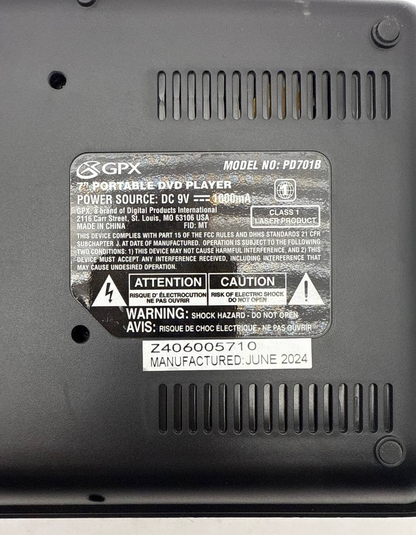 GPX MODEL NO: PD701B
7" PORTABLE DVD PLAYER
POWER SOURCE: DC 9V 1000mA
GPX, a brand of Digital Products International
2116 Carr Street, St. Louis, MO 63106 USA
MADE IN CHINA FID: MT
CLASS 1
LASER PRODUCT
THIS DEVICE COMPLIES WITH PART 15 OF THE FCC RULES AND DHHS STANDARDS 21 CFR
SUBCHAPTER J, AT DATE OF MANUFACTURED. OPERATION IS SUBJECT TO THE FOLLOWING
TWO CONDITIONS: 1) THIS DEVICE MAY NOT CAUSE HARMFUL INTERFERENCE, AND 2) THIS
DEVICE MUST ACCEPT ANY INTERFERENCE RECEIVED, INCLUDING INTERFERENCE THAT
MAY CAUSE UNDESIRED OPERATION.
ATTENTION
RISQUE D' ÉLECTROCUTION
NE PAS OUVRIR
CAUTION
RISK OF ELECTRIC SHOCK
DO NOT OPEN
WARNING: SHOCK HAZARD - DO NOT OPEN
AVIS: RISQUE DE CHOC ÉLECTRIQUE - NE PAS OUVRIR
Z406005710
MANUFACTURED:JUNE 2024